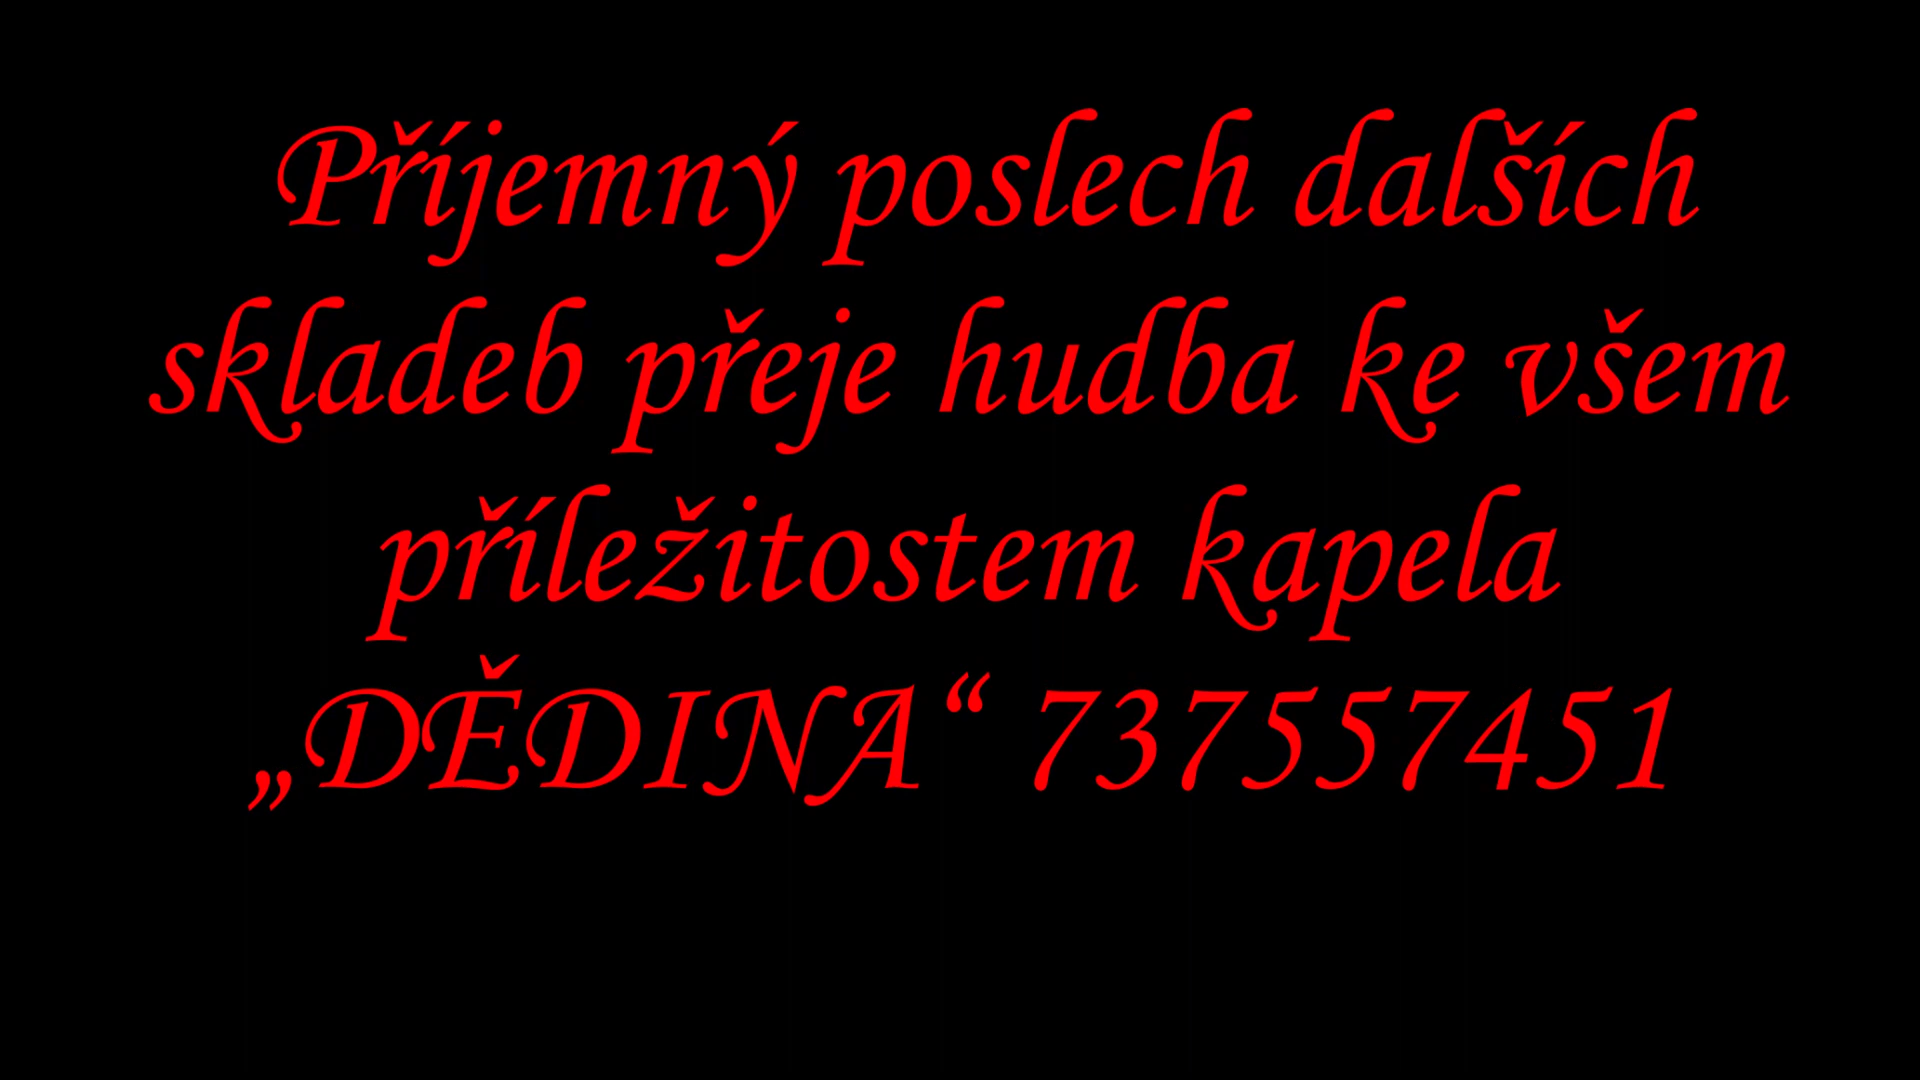 Příjemný poslech dalších
skladeb přeje hudba ke všem
příležitostem kapela
„DĚDINA“ 737557451